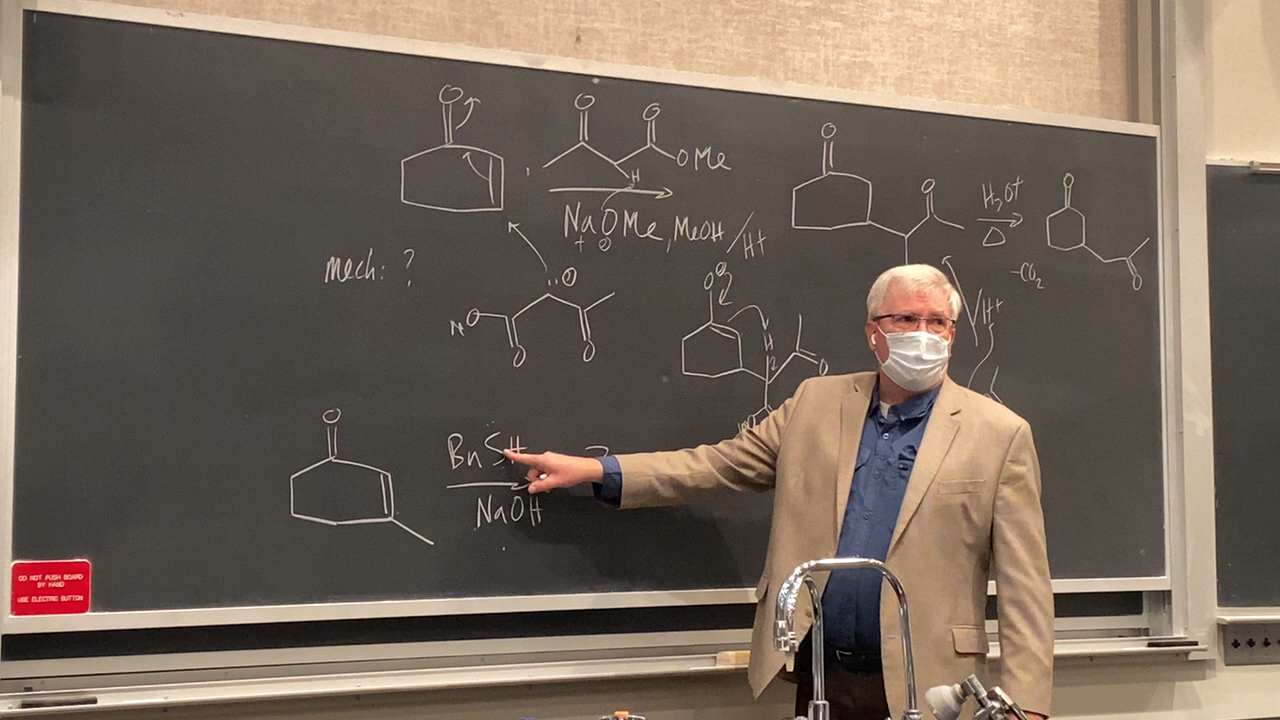 O
O
O
OMe
H
NaOMe, MeOH / H+
+
⊖
O
O
H3O+
Δ
-CO2
O
O
mech: ?
O
O
O
⊖
O
H
O
/H+
O
BnSH
NaOH
?
DO NOT PUSH BOARD
BY HAND
USE ELECTRIC BUTTON